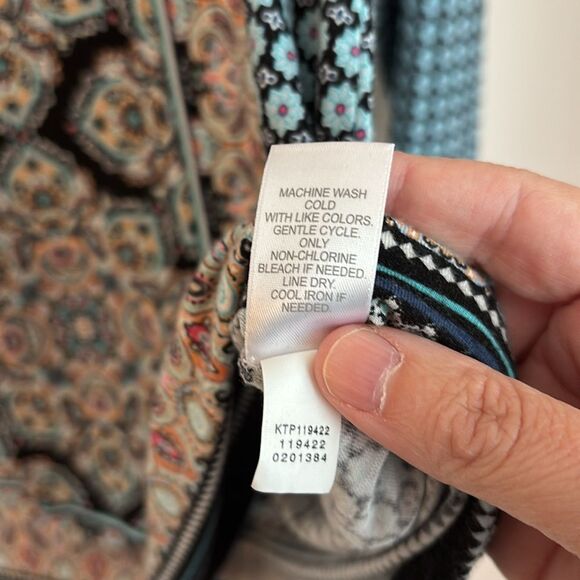 MACHINE WASH
COLD
WITH LIKE COLORS.
GENTLE CYCLE.
ONLY
NON-CHLORINE
BLEACH IF NEEDED.
LINE DRY.
COOL IRON IF
NEEDED.
KTP119422
119422
0201384